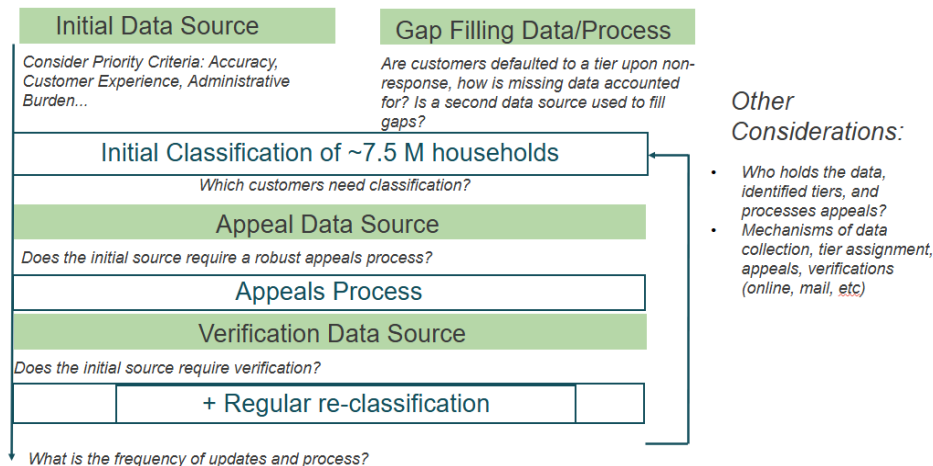 Initial Data Source
Consider Priority Criteria: Accuracy,
Customer Experience, Administrative
Burden...
Gap Filling Data/Process
Are customers defaulted to a tier upon non-
response, how is missing data accounted
for? Is a second data source used to fill
gaps?
Initial Classification of ~7.5 M households
Which customers need classification?
Appeal Data Source
Does the initial source require a robust appeals process?
Appeals Process
Verification Data Source
Does the initial source require verification?
+ Regular re-classification
What is the frequency of updates and process?
Other
Considerations:
• Who holds the data,
identified tiers, and
processes appeals?
• Mechanisms of data
collection, tier assignment,
appeals, verifications
(online, mail, etc)